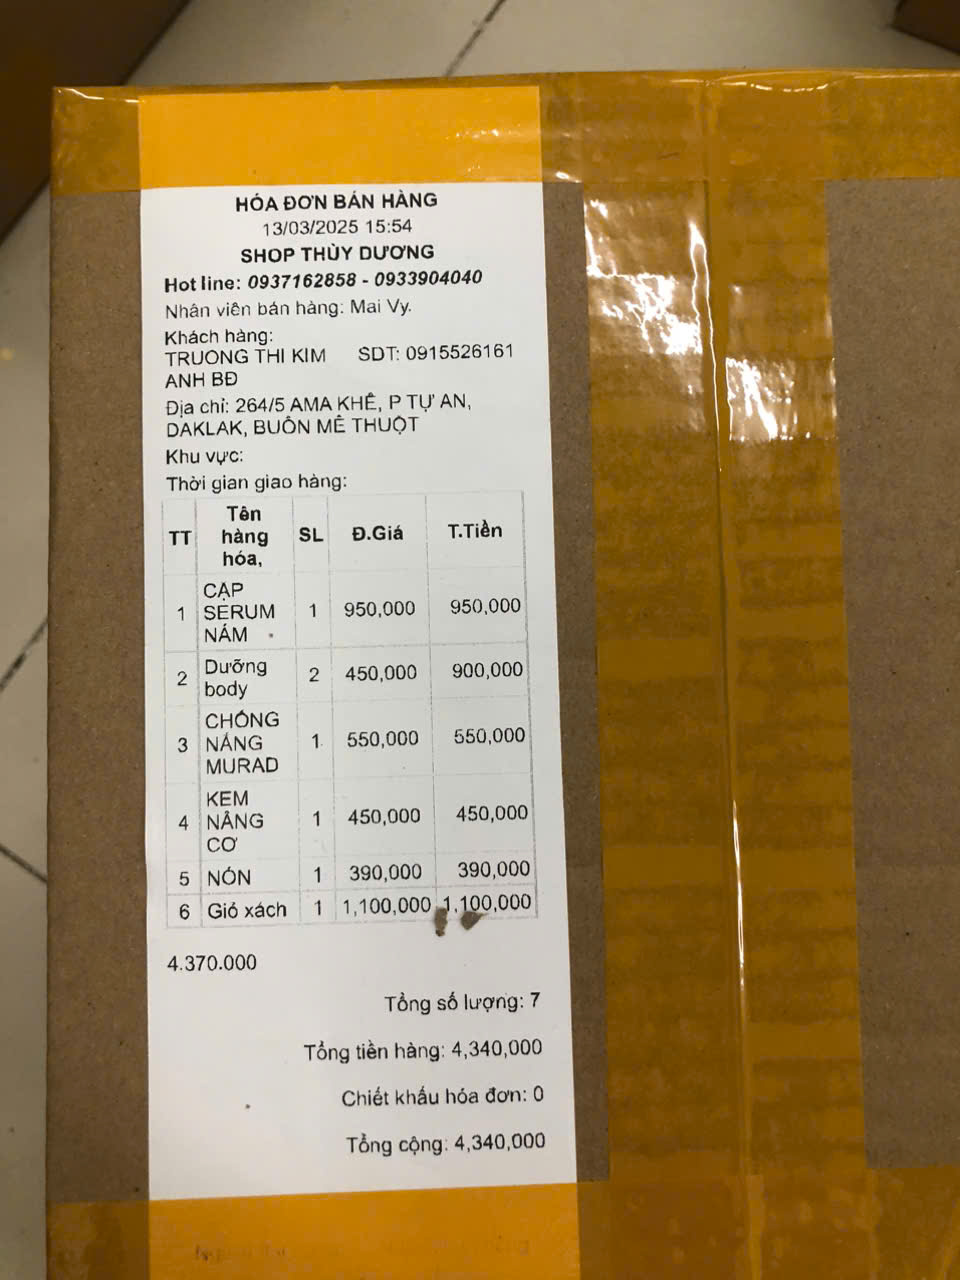 HÓA ĐƠN BÁN HÀNG
13/03/2025 15:54
SHOP THÙY DƯƠNG
Hot line: 0937162858 - 0933904040
Nhân viên bán hàng: Mai Vy.
Khách hàng:
TRUONG THI KIM SDT: 0915526161
ANH BĐ
Địa chỉ: 264/5 AMA KHÊ, P TỰ AN,
DAKLAK, BUÔN MÊ THUỘT
Khu vực:
Thời gian giao hàng:
TT Tên hàng hóa, SL Đ.Giá T.Tiền
1 CẶP SERUM NÁM 1 950,000 950,000
2 Dưỡng body 2 450,000 900,000
3 CHỐNG NẮNG MURAD 1 550,000 550,000
4 KEM NÂNG CƠ 1 450,000 450,000
5 NÓN 1 390,000 390,000
6 Giỏ xách 1 1,100,000 1,100,000
4.370.000
Tổng số lượng: 7
Tổng tiền hàng: 4,340,000
Chiết khấu hóa đơn: 0
Tổng cộng: 4,340,000